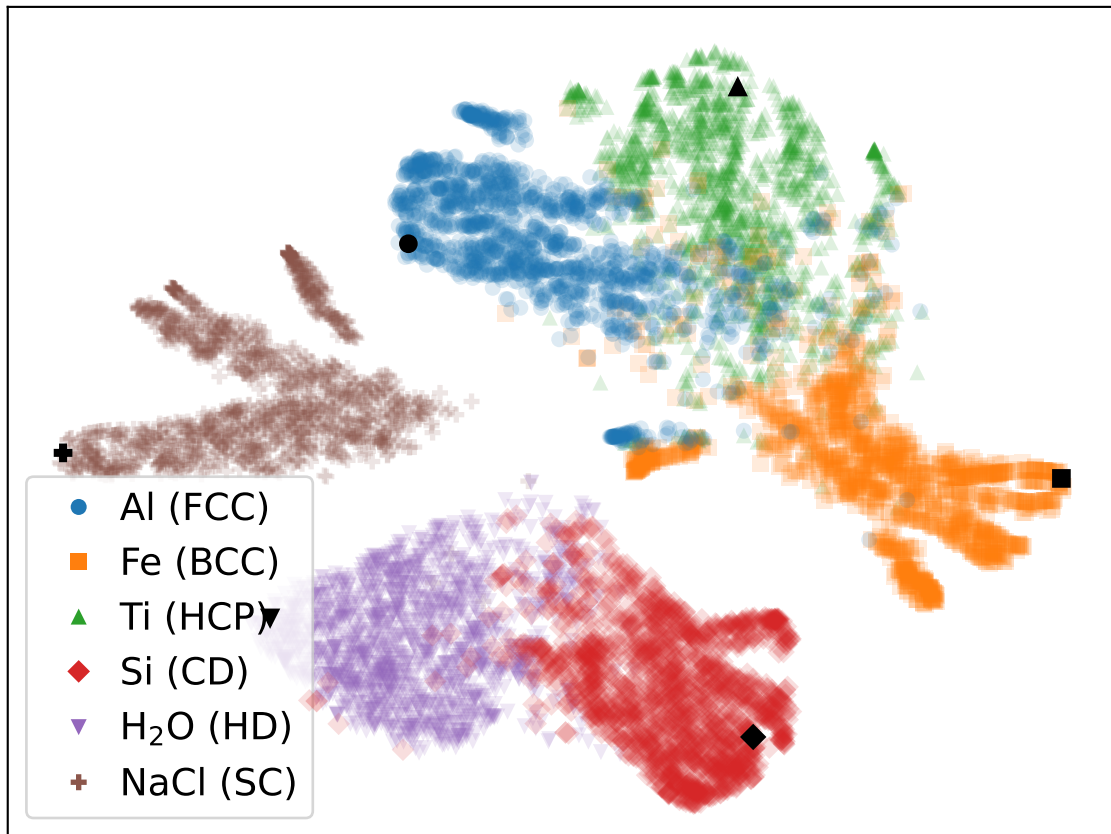 Al (FCC)
Fe (BCC)
Ti (HCP)
Si (CD)
H₂O (HD)
NaCl (SC)